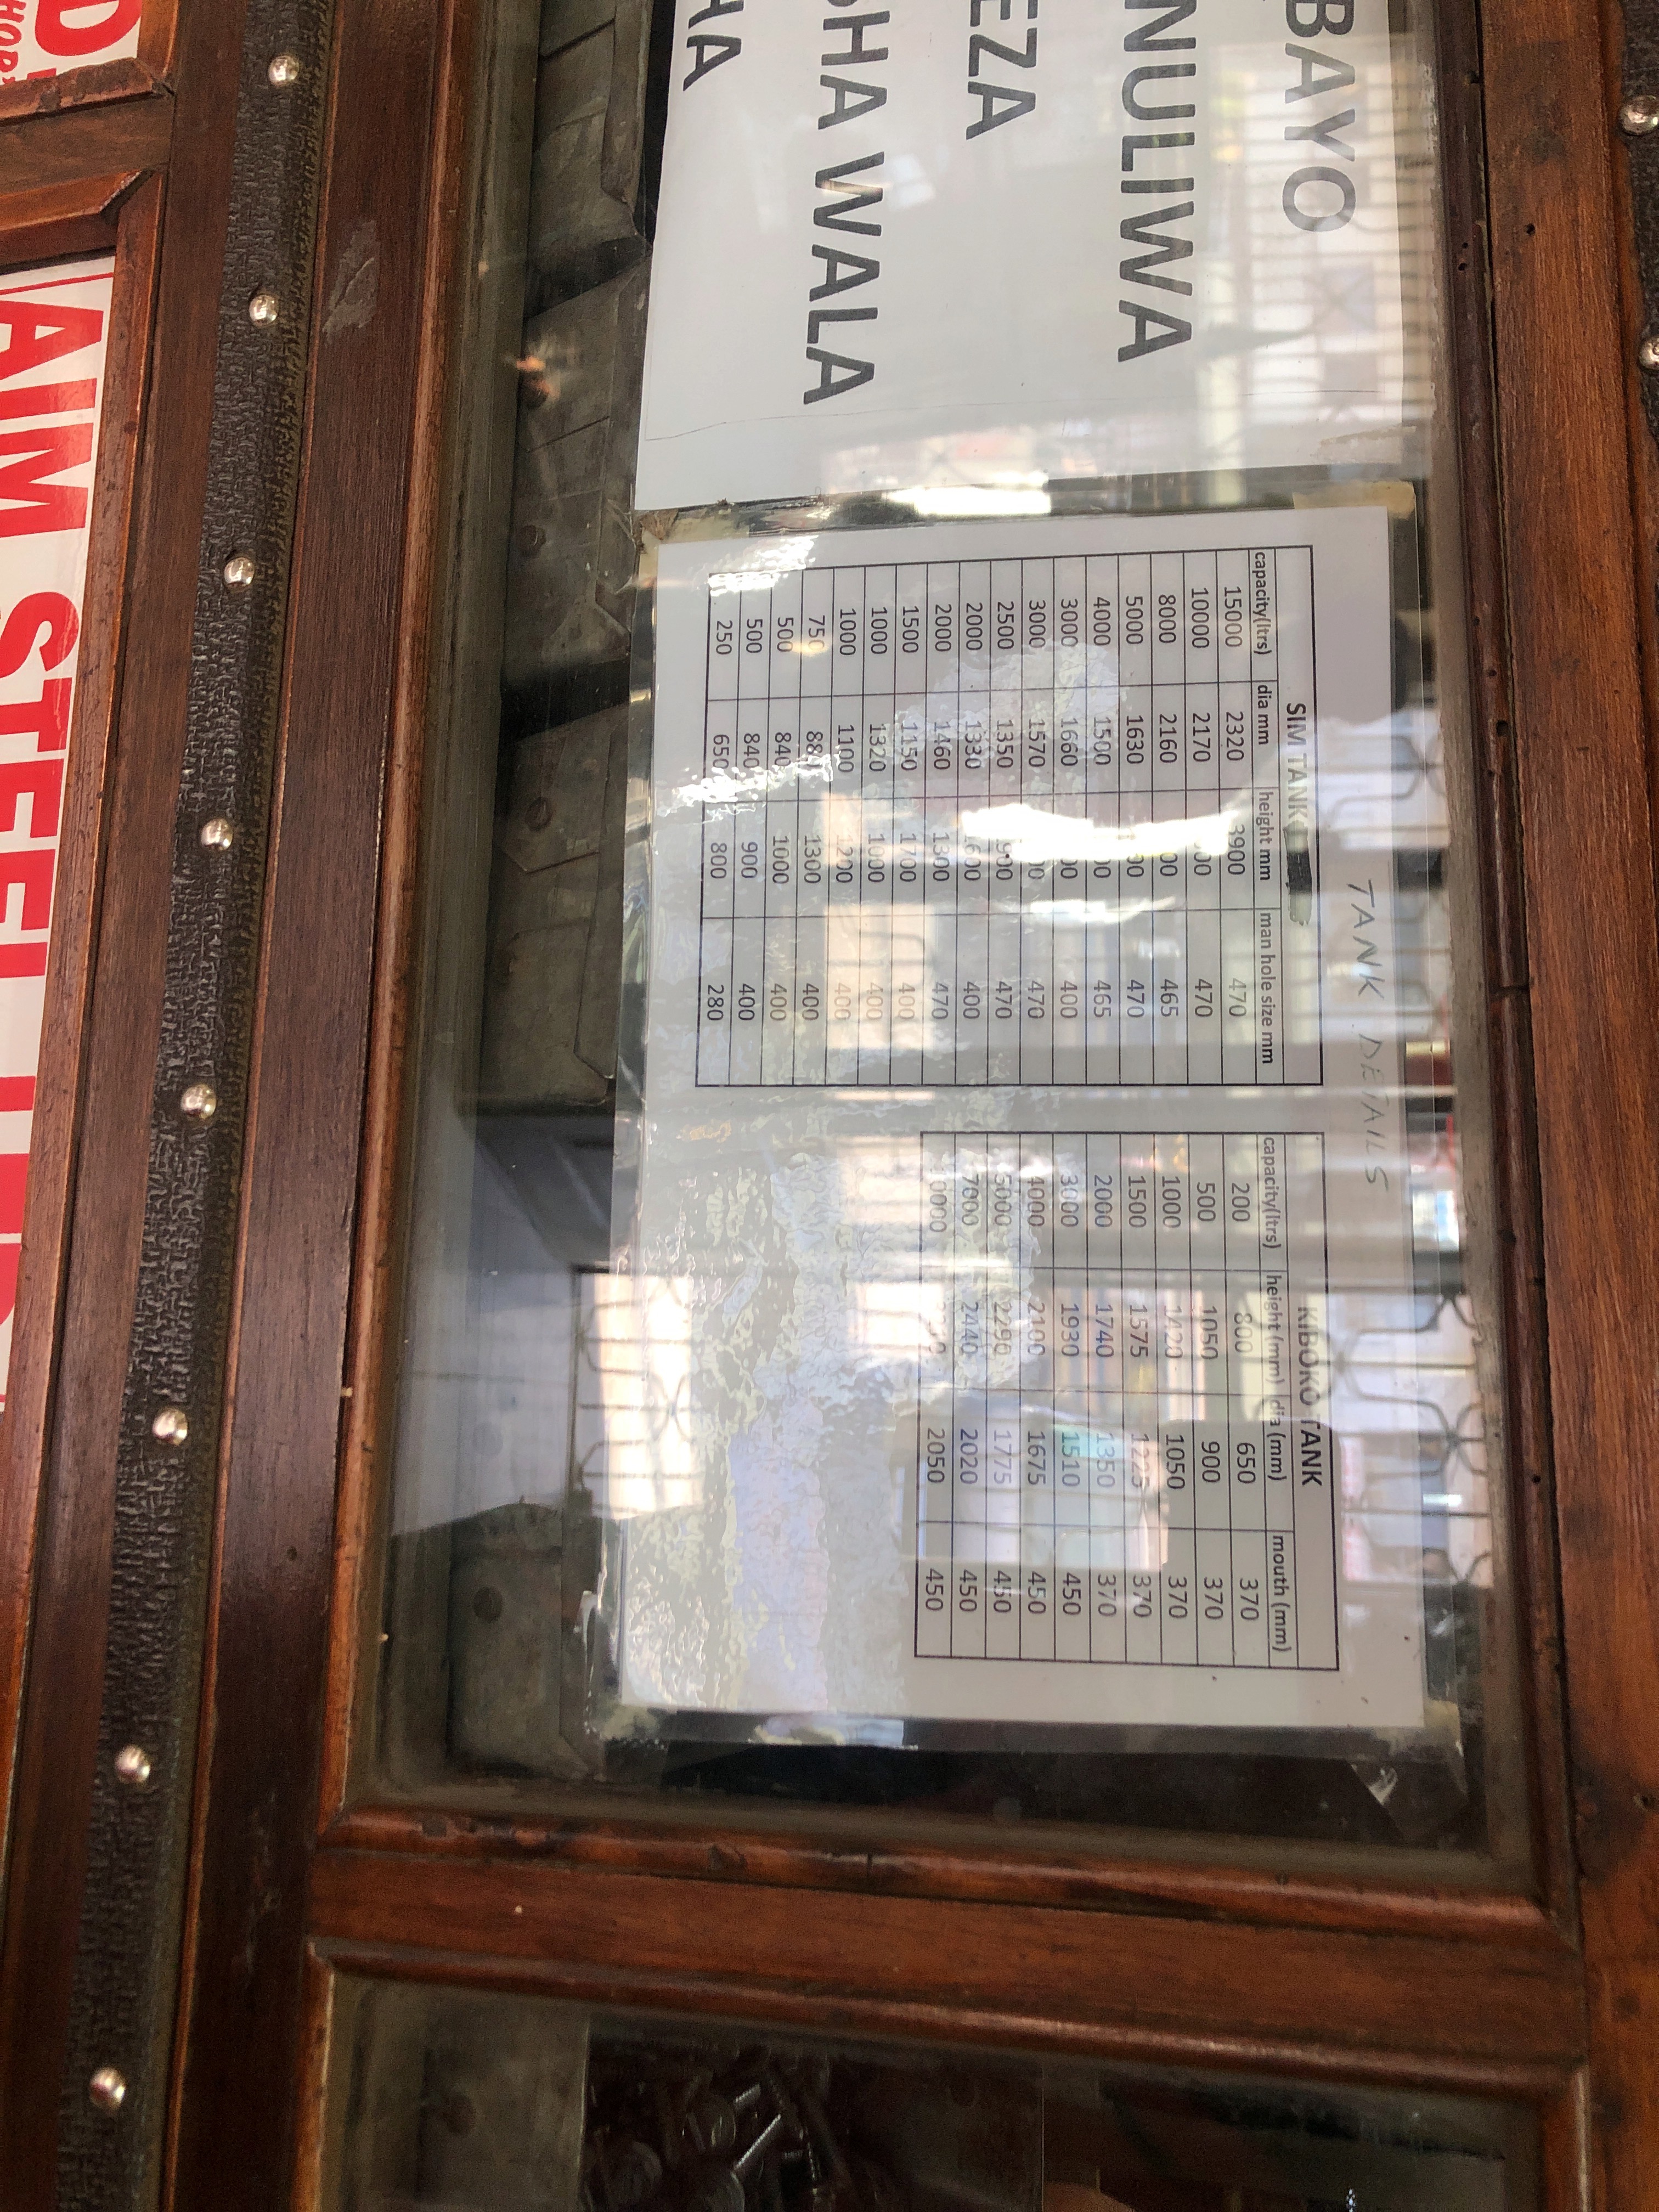 BAYO
NULIWA
EZA
SHA WALA
HA
TANK DETAILS
SIM TANK
capacity(ltrs) dia mm height mm man hole size mm
15000 2320 3900 470
10000 2170 470
8000 2160 465
5000 1630 470
4000 1500 465
3000 1660 400
3000 1570 470
2500 1350 470
2000 1330 1600 400
2000 1460 1300 470
1500 1150 1700 400
1000 1320 1000 400
1000 1100 1200 400
750 400 1300
500 840 1000 400
500 840 900 400
250 650 800 280
KIBOKO TANK
capacity(ltrs) height (mm) dia (mm) mouth (mm)
200 800 650 370
500 1050 900 370
1000 1420 1050 370
1500 1575 1225 370
2000 1740 1350 370
3000 1930 1510 450
4000 2100 1675 450
5000 2290 1775 450
7000 2440 2020 450
10000 2050 450
D.
HOP
AIM STEEL LTD